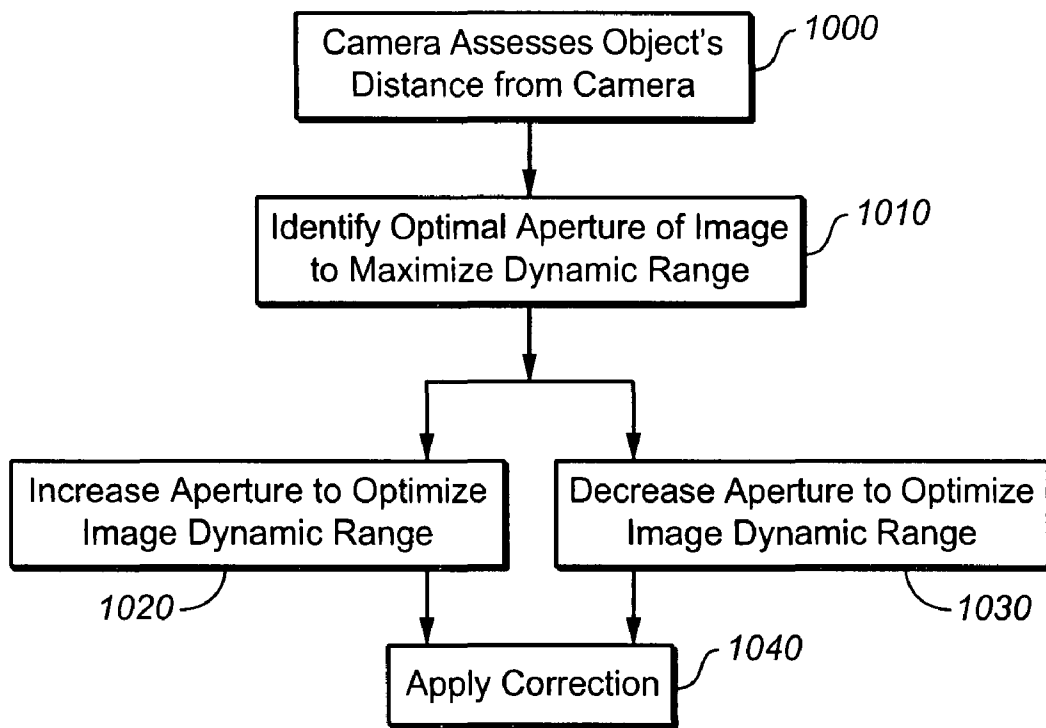 Camera Assesses Object's
Distance from Camera
1000
Identify Optimal Aperture of Image
to Maximize Dynamic Range
1010
Increase Aperture to Optimize
Image Dynamic Range
1020
Decrease Aperture to Optimize
Image Dynamic Range
1030
Apply Correction
1040